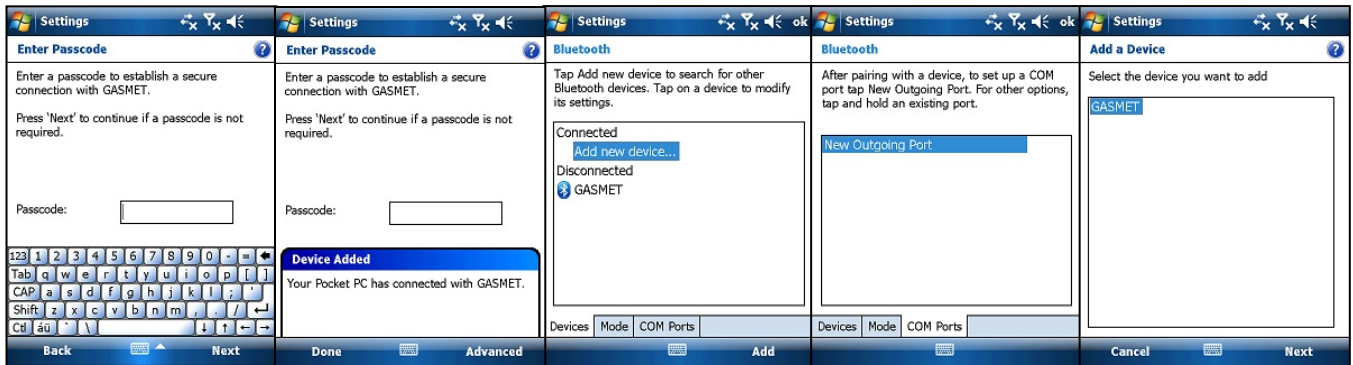 Settings
Enter Passcode
Enter a passcode to establish a secure
connection with GASMET.
Press 'Next' to continue if a passcode is not
required.
Passcode:
123 1 2 3 4 5 6 7 8 9 0 - =
Tab q w e r t y u i o p [ ]
CAP a s d f g h j k l ; '
Shift z x c v b n m , . /
Ctl áü ` \
Back Next
Settings
Enter Passcode
Enter a passcode to establish a secure
connection with GASMET.
Press 'Next' to continue if a passcode is not
required.
Passcode:
Device Added
Your Pocket PC has connected with GASMET.
Done Advanced
Settings ok
Bluetooth
Tap Add new device to search for other
Bluetooth devices. Tap on a device to modify
its settings.
Connected
Add new device...
Disconnected
GASMET
Devices Mode COM Ports
Add
Settings ok
Bluetooth
After pairing with a device, to set up a COM
port tap New Outgoing Port. For other options,
tap and hold an existing port.
New Outgoing Port
Devices Mode COM Ports
Settings
Add a Device
Select the device you want to add
GASMET
Cancel Next